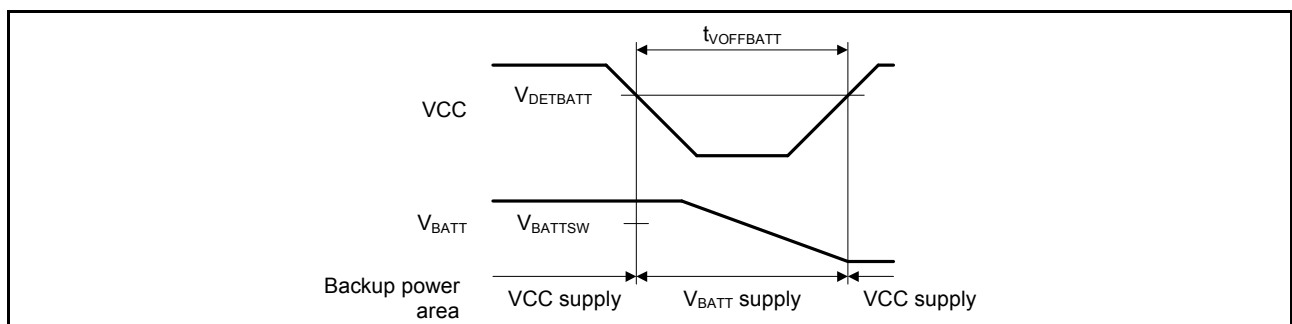 tVOFFBATT
VCC
VDETBATT
VBATT
VBATTSW
Backup power
area
VCC supply
VBATT supply
VCC supply